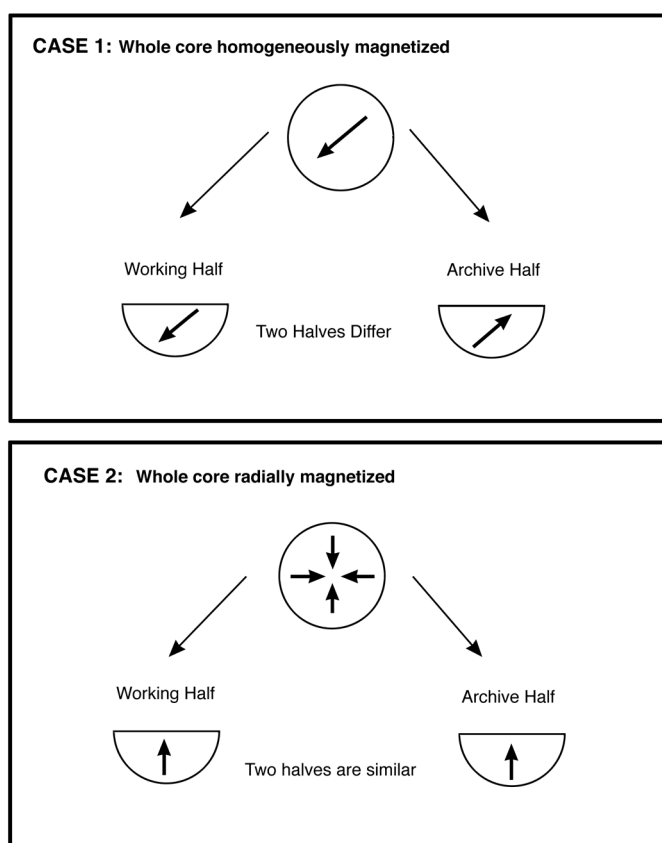 CASE 1: Whole core homogeneously magnetized
Working Half
Archive Half
Two Halves Differ
CASE 2: Whole core radially magnetized
Working Half
Archive Half
Two halves are similar